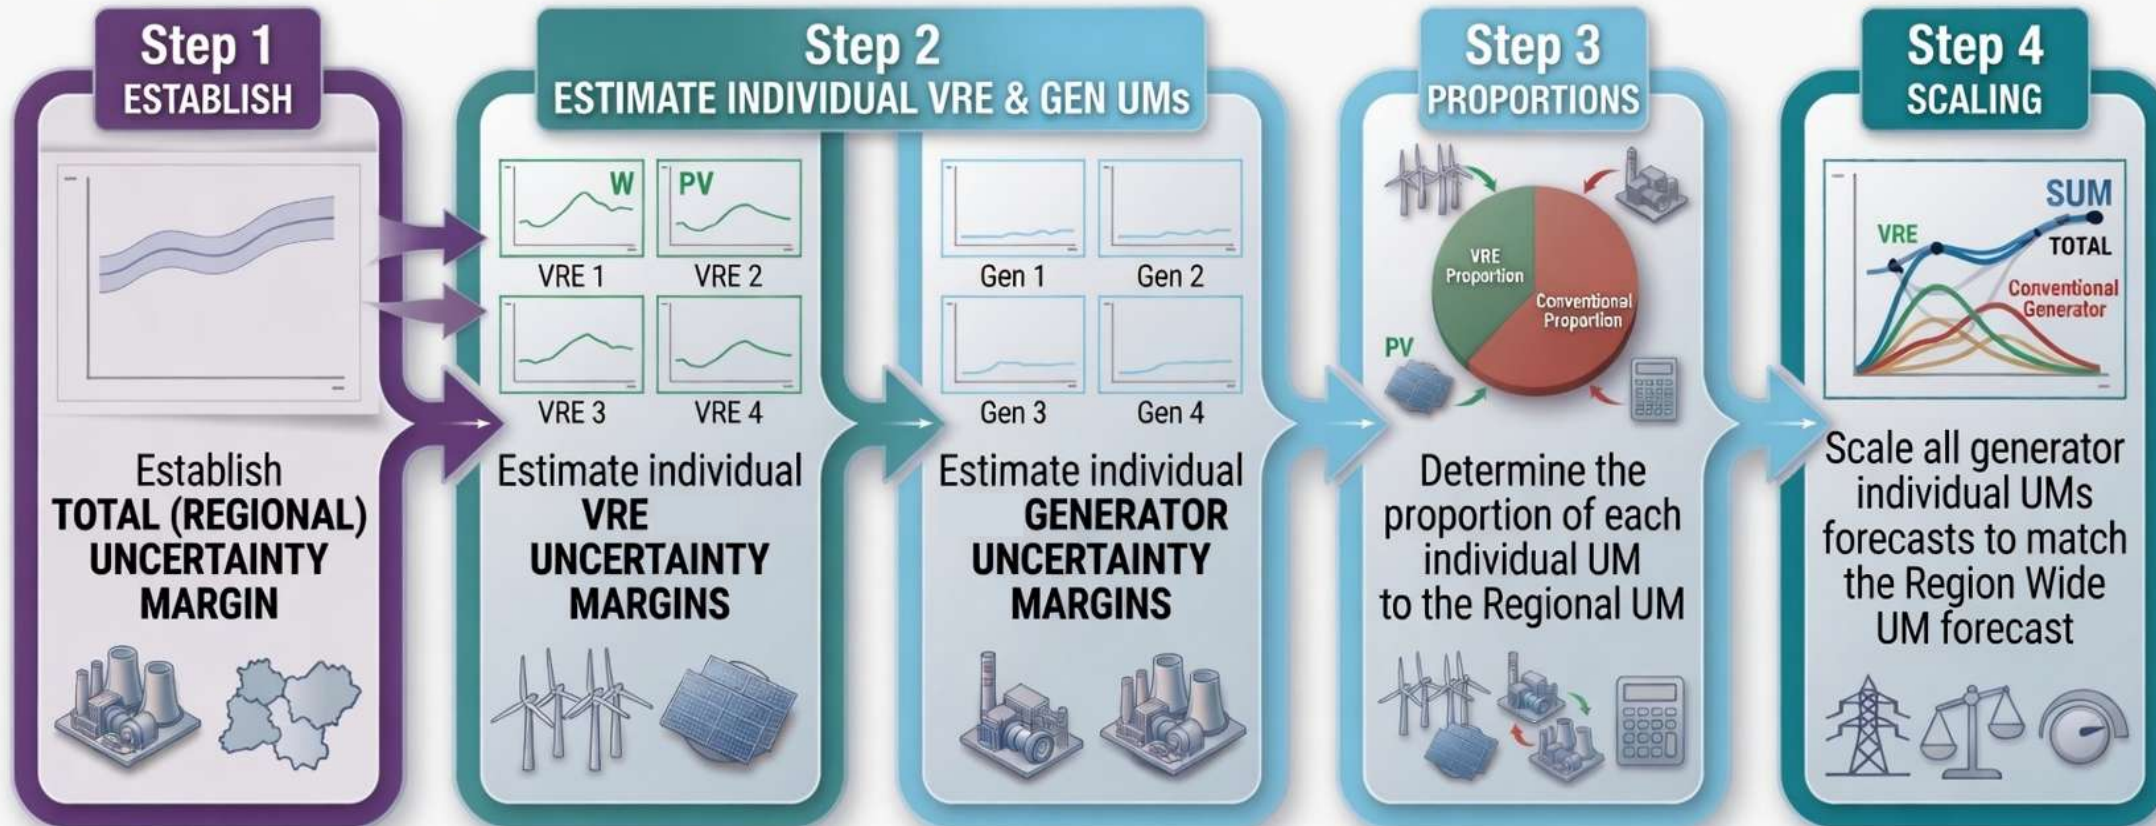 Step 1
ESTABLISH
Establish
TOTAL (REGIONAL)
UNCERTAINTY
MARGIN
Step 2
ESTIMATE INDIVIDUAL VRE & GEN UMs
W
PV
VRE 1
VRE 2
VRE 3
VRE 4
Estimate individual
VRE
UNCERTAINTY
MARGINS
Gen 1
Gen 2
Gen 3
Gen 4
Estimate individual
GENERATOR
UNCERTAINTY
MARGINS
Step 3
PROPORTIONS
VRE
Proportion
Conventional
Proportion
PV
Determine the
proportion of each
individual UM
to the Regional UM
Step 4
SCALING
SUM
VRE
TOTAL
Conventional
Generator
Scale all generator
individual UMs
forecasts to match
the Region Wide
UM forecast